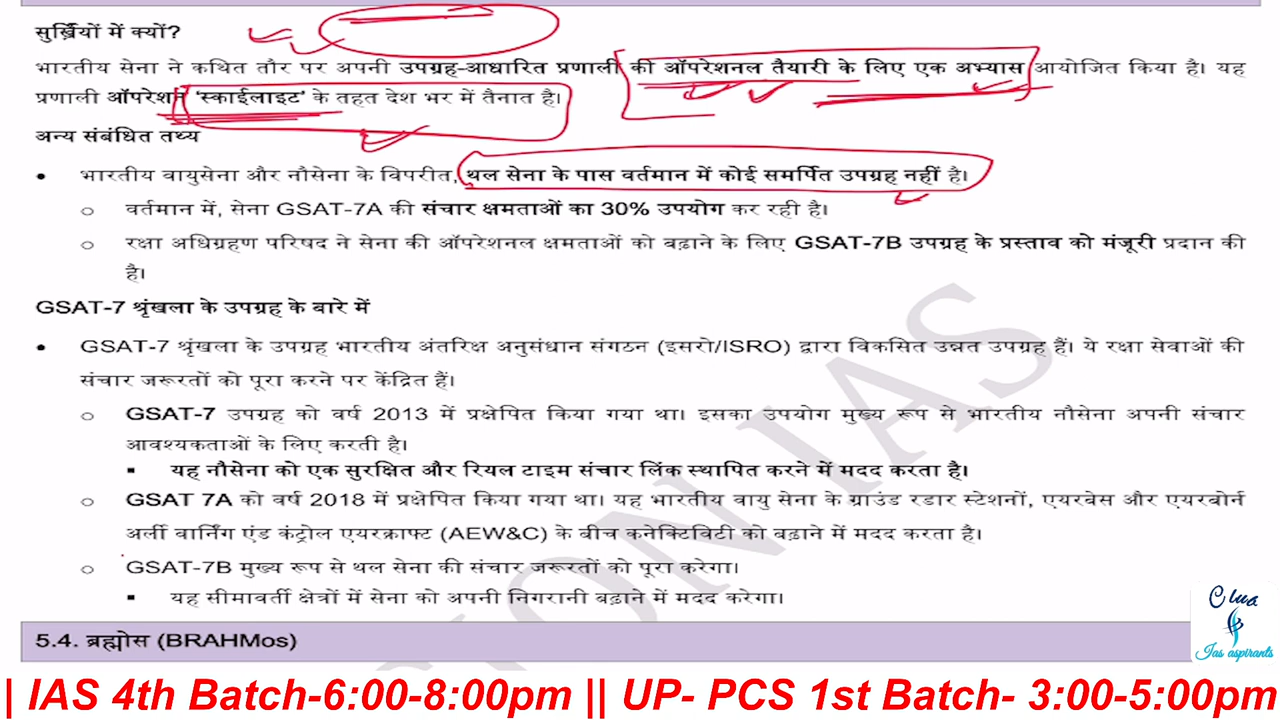 सुर्ख़ियों में क्यों?
भारतीय सेना ने कथित तौर पर अपनी उपग्रह-आधारित प्रणाली की ऑपरेशनल तैयारी के लिए एक अभ्यास आयोजित किया है। यह
प्रणाली ऑपरेशन 'स्काईलाइट' के तहत देश भर में तैनात है।
अन्य संबंधित तथ्य
• भारतीय वायुसेना और नौसेना के विपरीत, थल सेना के पास वर्तमान में कोई समर्पित उपग्रह नहीं है।
o वर्तमान में, सेना GSAT-7A की संचार क्षमताओं का 30% उपयोग कर रही है।
o रक्षा अधिग्रहण परिषद ने सेना की ऑपरेशनल क्षमताओं को बढ़ाने के लिए GSAT-7B उपग्रह के प्रस्ताव को मंजूरी प्रदान की
है।
GSAT-7 श्रृंखला के उपग्रह के बारे में
• GSAT-7 श्रृंखला के उपग्रह भारतीय अंतरिक्ष अनुसंधान संगठन (इसरो/ISRO) द्वारा विकसित उन्नत उपग्रह हैं। ये रक्षा सेवाओं की
संचार जरूरतों को पूरा करने पर केंद्रित हैं।
o GSAT-7 उपग्रह को वर्ष 2013 में प्रक्षेपित किया गया था। इसका उपयोग मुख्य रूप से भारतीय नौसेना अपनी संचार
आवश्यकताओं के लिए करती है।
▪ यह नौसेना को एक सुरक्षित और रियल टाइम संचार लिंक स्थापित करने में मदद करता है।
o GSAT 7A को वर्ष 2018 में प्रक्षेपित किया गया था। यह भारतीय वायु सेना के ग्राउंड रडार स्टेशनों, एयरबेस और एयरबोर्न
अर्ली वार्निंग एंड कंट्रोल एयरक्राफ्ट (AEW&C) के बीच कनेक्टिविटी को बढ़ाने में मदद करता है।
o GSAT-7B मुख्य रूप से थल सेना की संचार जरूरतों को पूरा करेगा।
▪ यह सीमावर्ती क्षेत्रों में सेना को अपनी निगरानी बढ़ाने में मदद करेगा।
5.4. ब्रह्मोस (BRAHMos)
ION IAS
Clua
Ias aspirants
| IAS 4th Batch-6:00-8:00pm || UP- PCS 1st Batch- 3:00-5:00pm